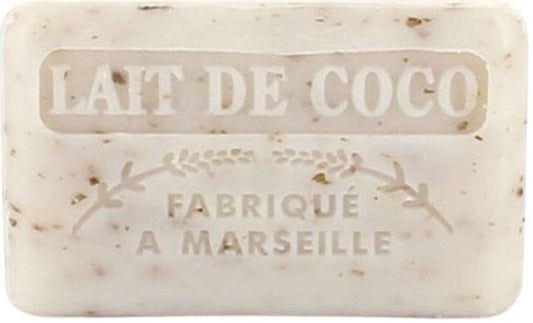 LAIT DE COCO
FABRIQUÉ
A MARSEILLE